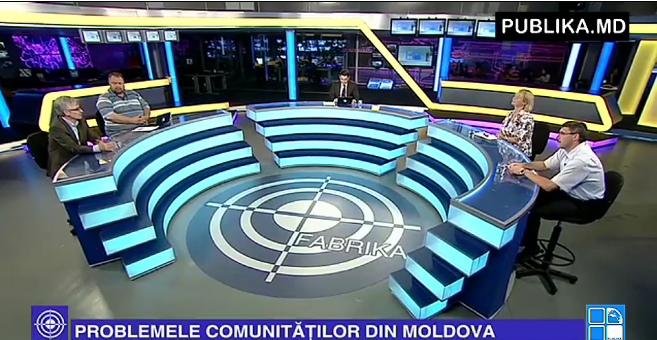 PUBLIKA.MD
FABRIKA
PROBLEMELE COMUNITĂȚILOR DIN MOLDOVA